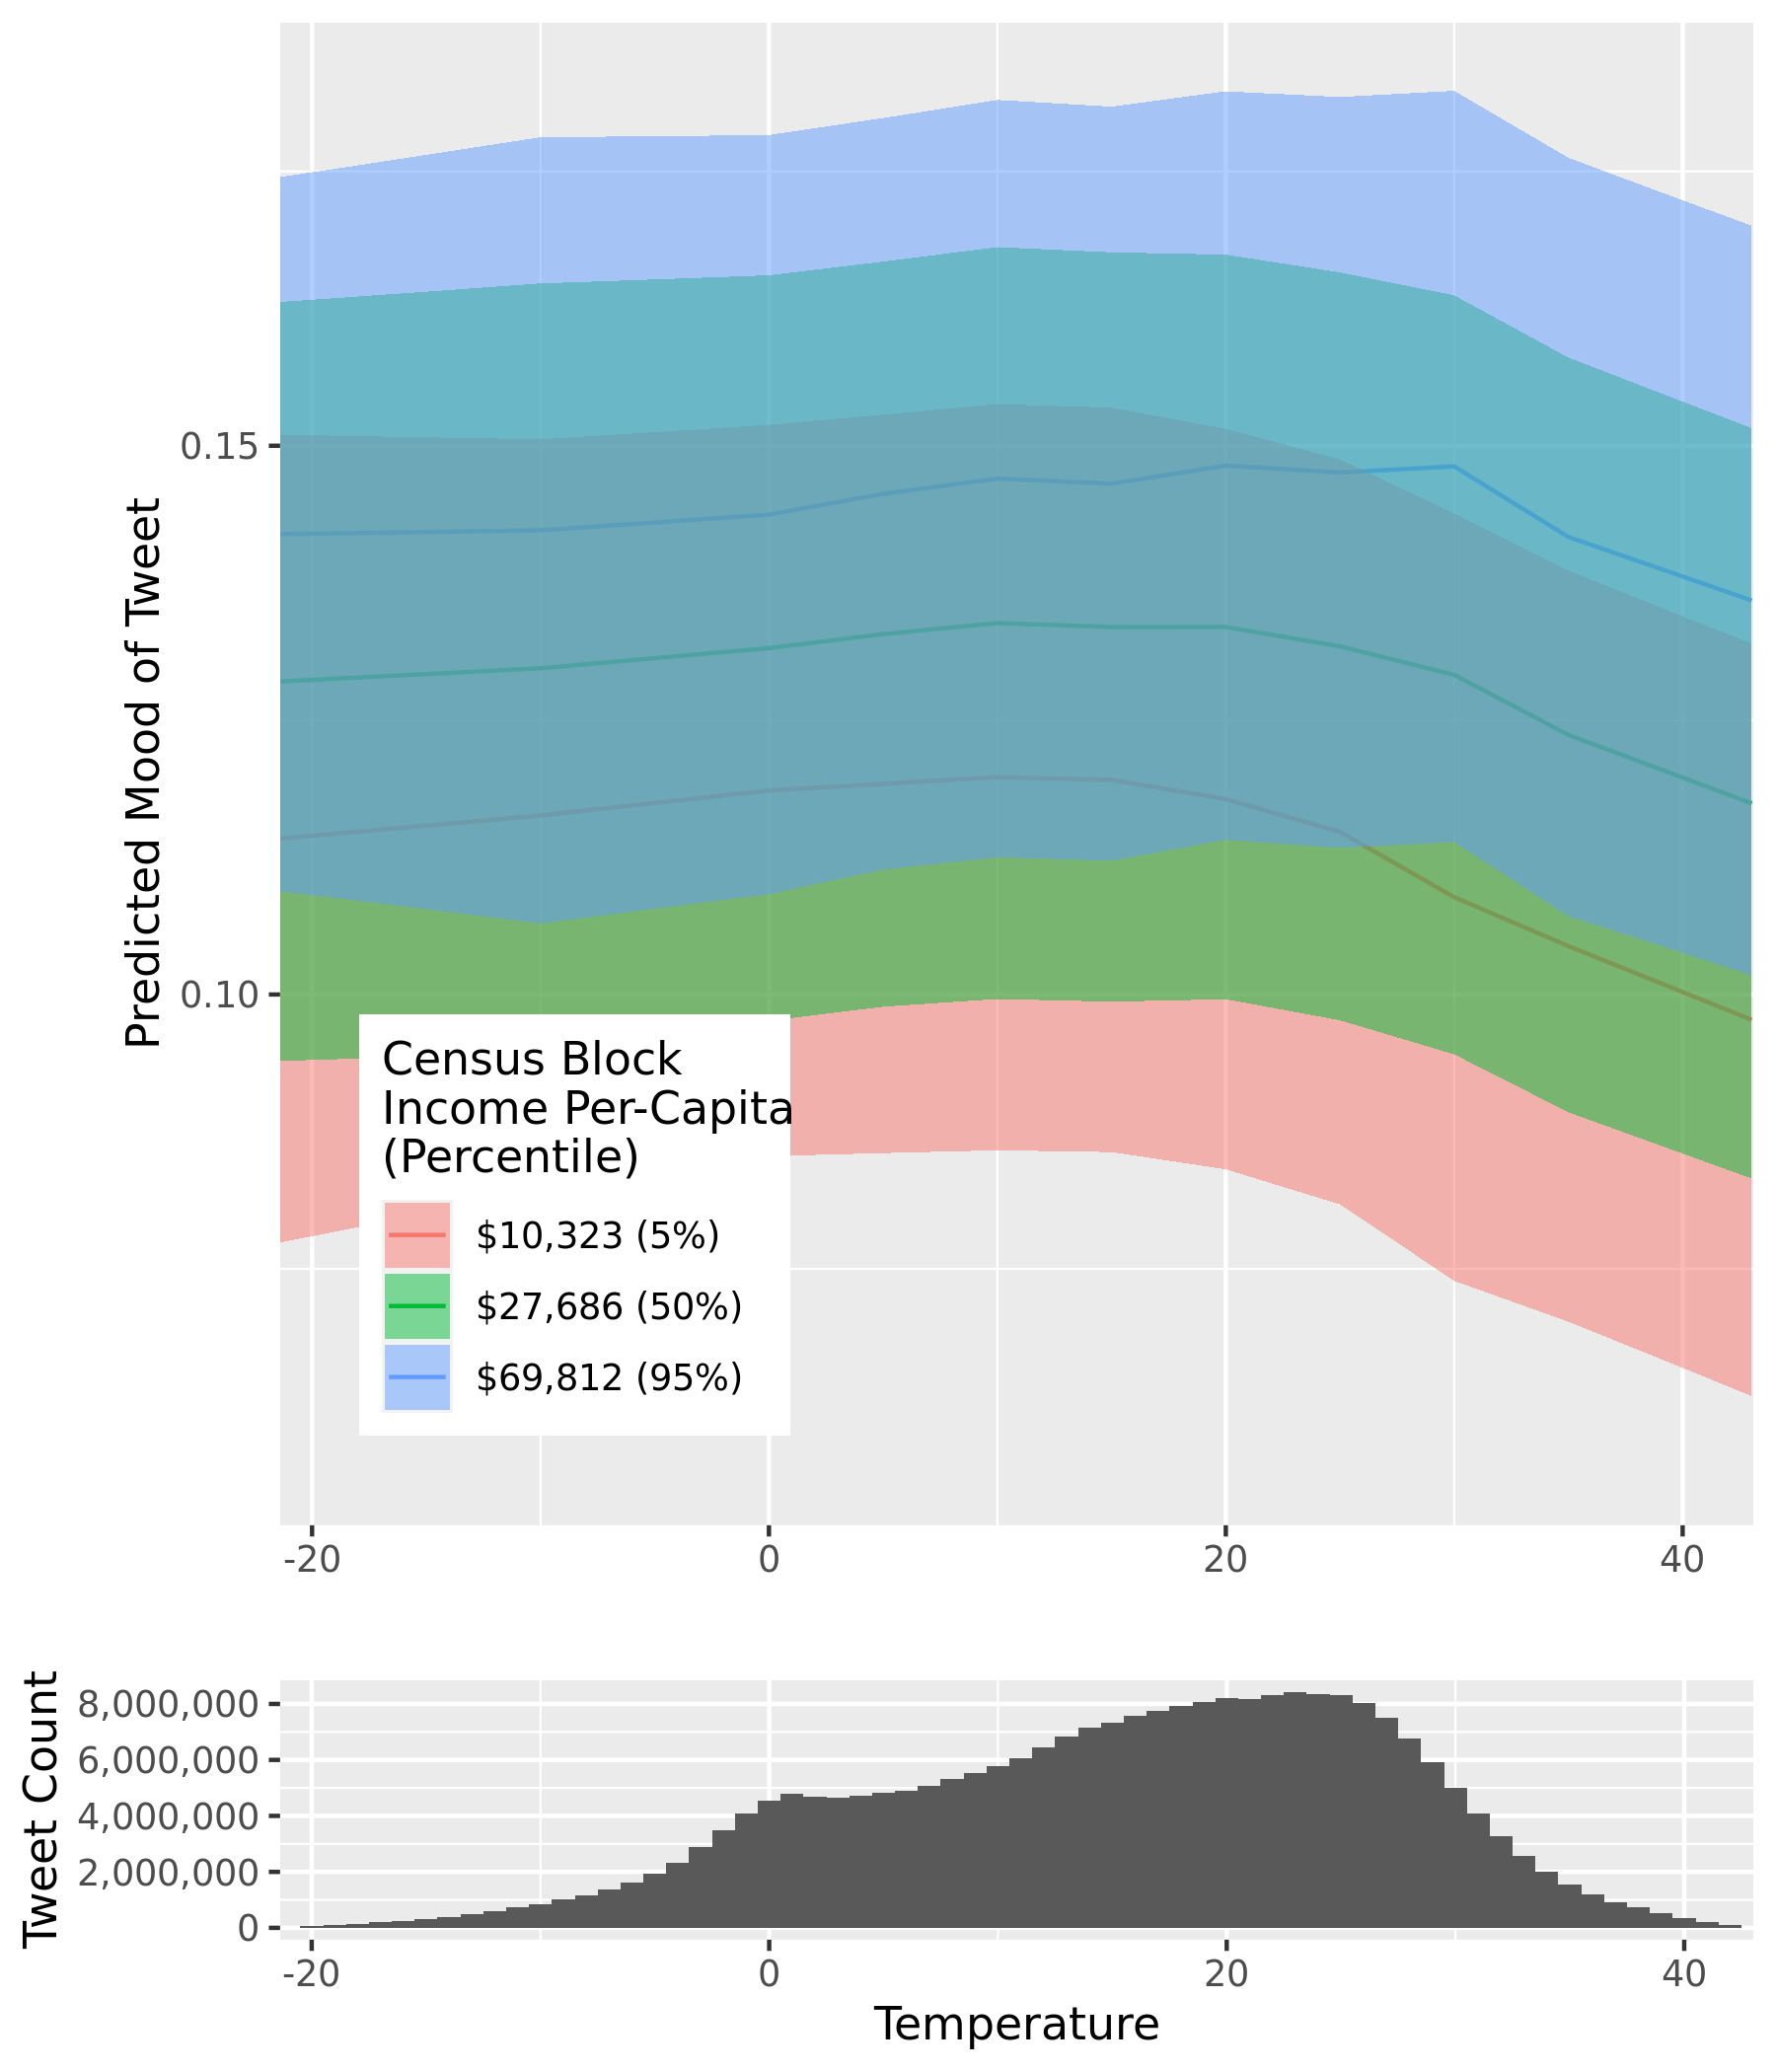 Predicted Mood of Tweet
0.15
0.10
Census Block
Income Per-Capita
(Percentile)
$10,323 (5%)
$27,686 (50%)
$69,812 (95%)
-20 0 20 40
Tweet Count
8,000,000
6,000,000
4,000,000
2,000,000
0
-20 0 20 40
Temperature